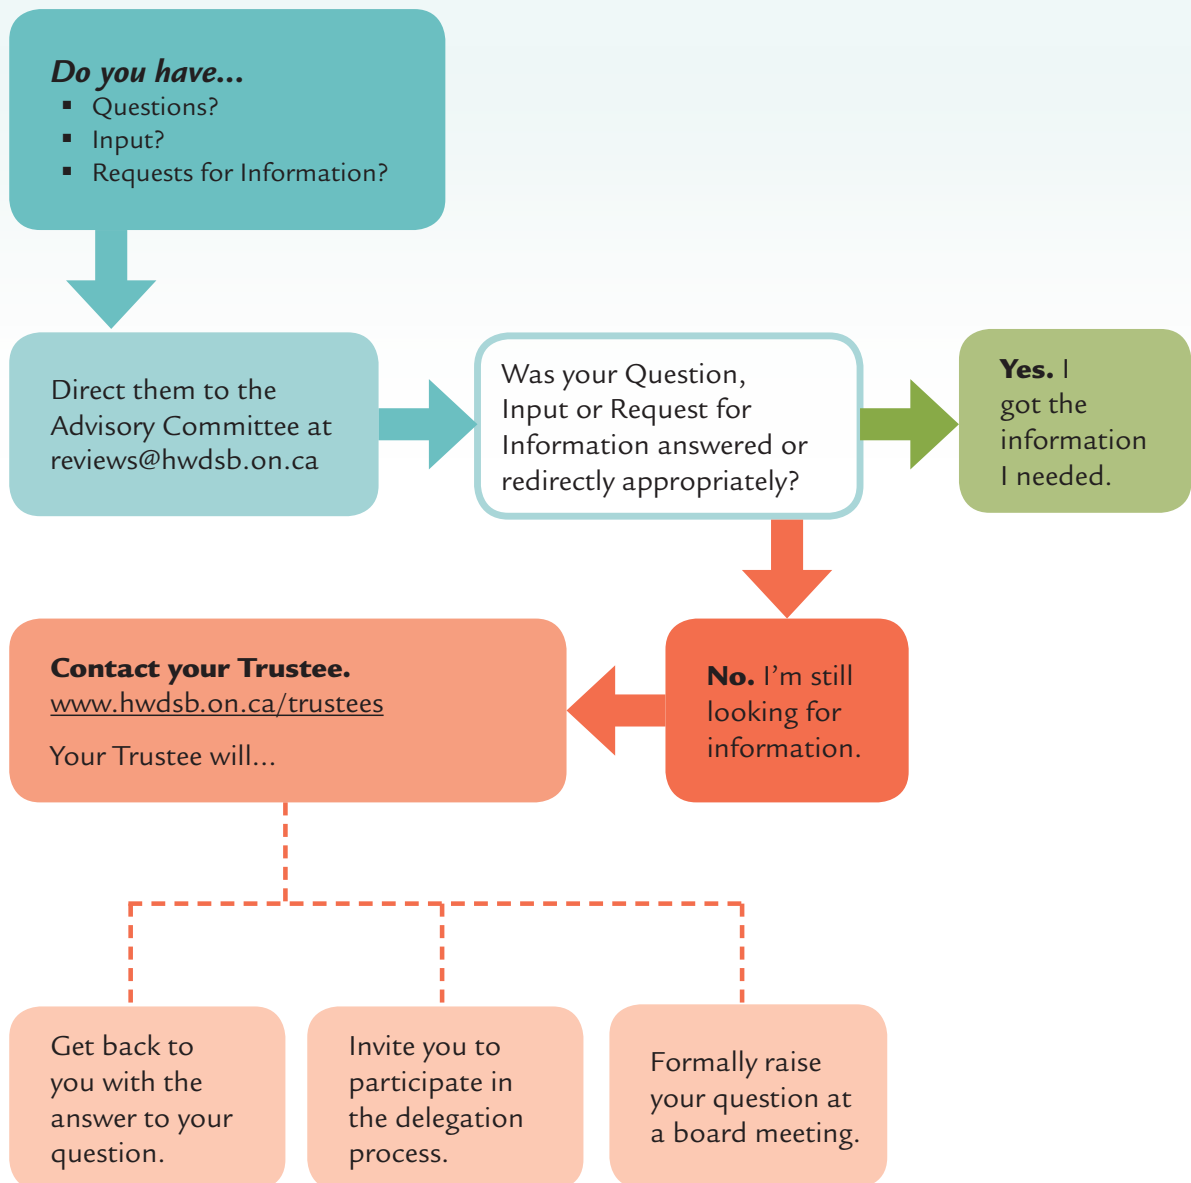 Do you have...
▪ Questions?
▪ Input?
▪ Requests for Information?
Direct them to the
Advisory Committee at
reviews@hwdsb.on.ca
Was your Question,
Input or Request for
Information answered or
redirectly appropriately?
Yes. I
got the
information
I needed.
No. I’m still
looking for
information.
Contact your Trustee.
www.hwdsb.on.ca/trustees
Your Trustee will...
Get back to
you with the
answer to your
question.
Invite you to
participate in
the delegation
process.
Formally raise
your question at
a board meeting.